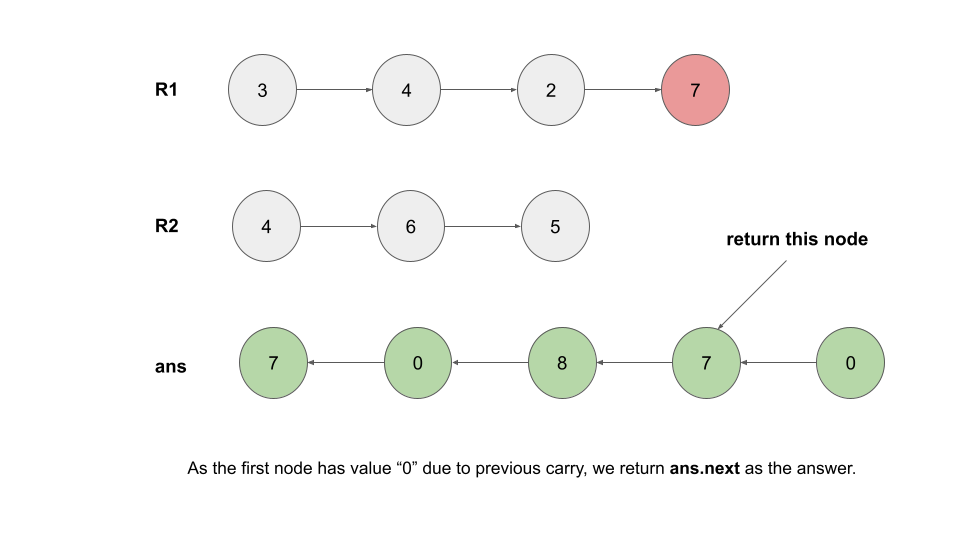 R1 3 4 2 7
R2 4 6 5
return this node
ans 7 0 8 7 0
As the first node has value “0” due to previous carry, we return ans.next as the answer.